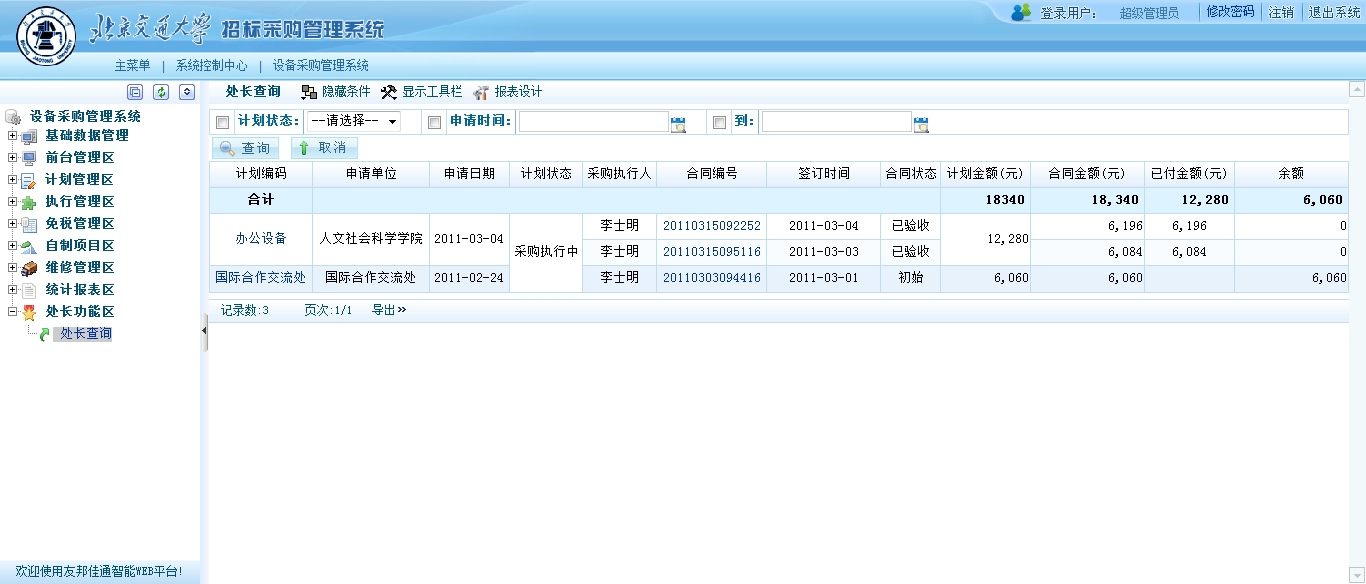 北京交通大学 招标采购管理系统
登录用户： 超级管理员 | 修改密码 | 注销 | 退出系统
主菜单 | 系统控制中心 | 设备采购管理系统
处长查询 隐藏条件 显示工具栏 报表设计
设备采购管理系统
基础数据管理
前台管理区
计划管理区
执行管理区
免税管理区
自制项目区
维修管理区
统计报表区
处长功能区
处长查询
计划状态： --请选择-- 申请时间： 到：
查询 取消
计划编码 申请单位 申请日期 计划状态 采购执行人 合同编号 签订时间 合同状态 计划金额(元) 合同金额(元) 已付金额(元) 余额
合计 18340 18,340 12,280 6,060
办公设备 人文社会科学学院 2011-03-04 采购执行中 李士明 20110315092252 2011-03-04 已验收 12,280 6,196 6,196 0
李士明 20110315095116 2011-03-03 已验收 6,084 6,084 0
国际合作交流处 国际合作交流处 2011-02-24 李士明 20110303094416 2011-03-01 初始 6,060 6,060 6,060
记录数:3 页次:1/1 导出»
欢迎使用友邦佳通智能WEB平台!